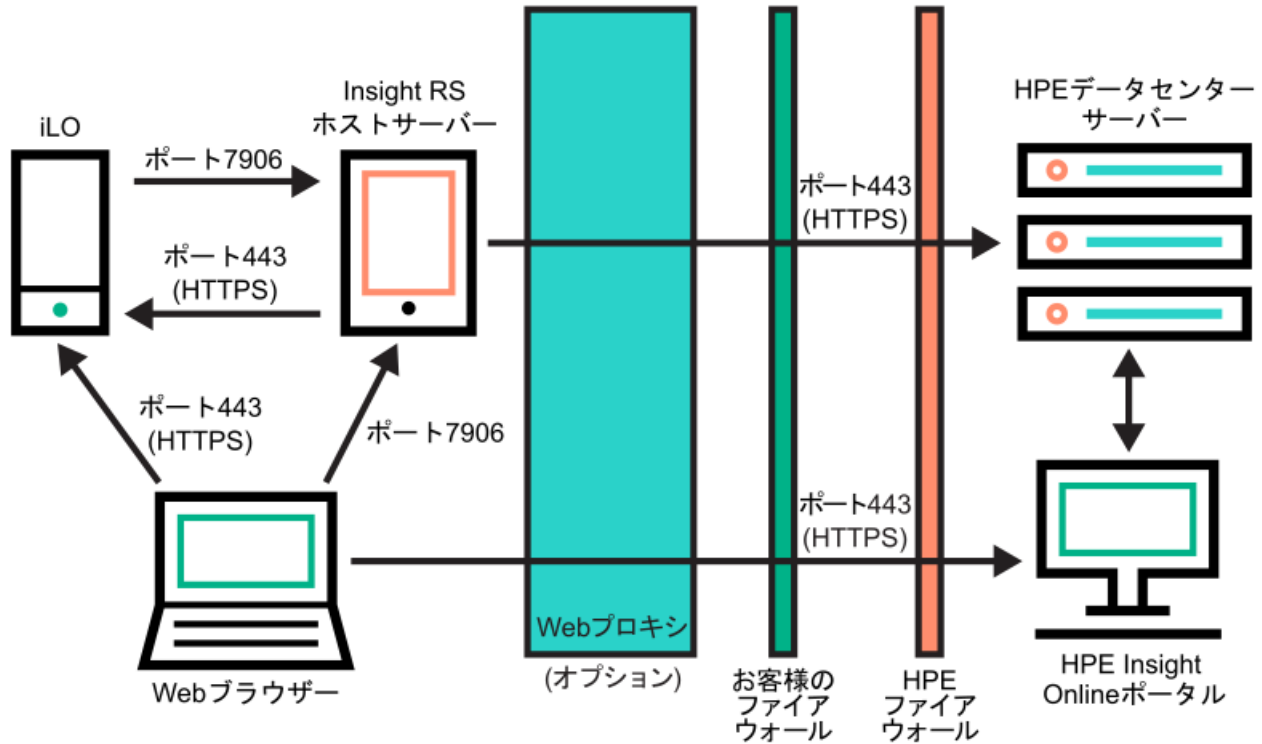 iLO
Insight RS
ホストサーバー
HPEデータセンター
サーバー
ポート7906
ポート443
(HTTPS)
ポート443
(HTTPS)
ポート443
(HTTPS)
ポート7906
ポート443
(HTTPS)
Webブラウザー
Webプロキシ
(オプション)
お客様の
ファイア
ウォール
HPE
ファイア
ウォール
HPE Insight
Onlineポータル